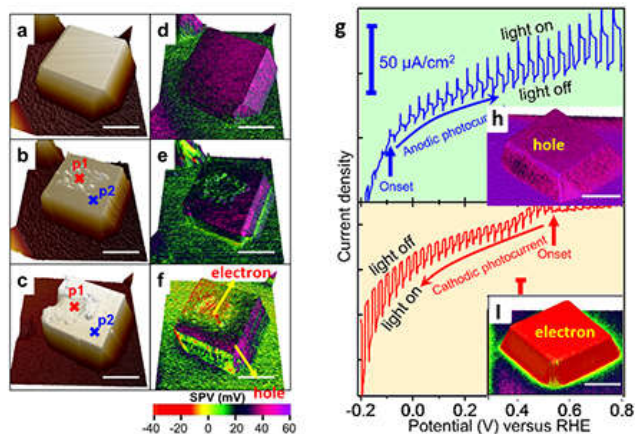 a
d
b
p1
p2
e
c
p1
p2
f
electron
hole
SPV (mV)
-40 -20 0 20 40 60
g
50 µA/cm²
light on
light off
Anodic photocurrent
Onset
h
hole
Current density
light off
light on
Cathodic photocurrent
Onset
I
electron
-0.2 0.0 0.2 0.4 0.6 0.8
Potential (V) versus RHE